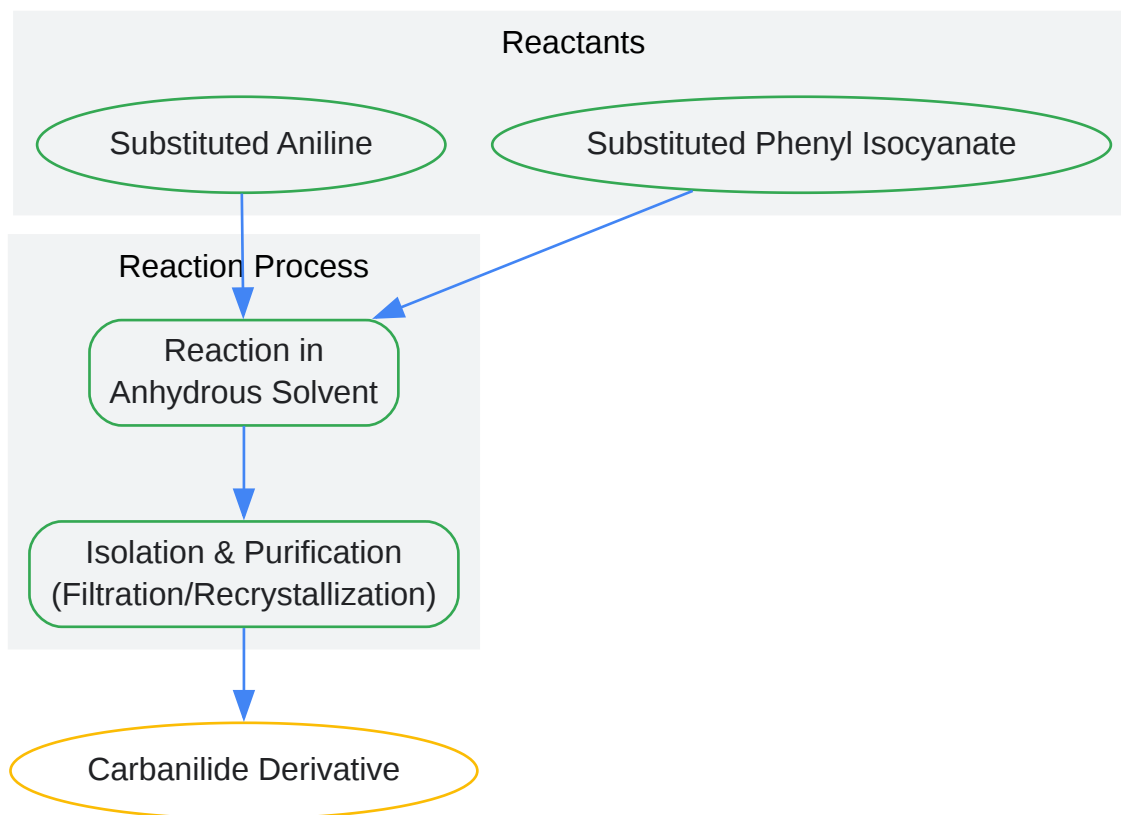 Reactants
Substituted Aniline
Substituted Phenyl Isocyanate
Reaction Process
Reaction in
Anhydrous Solvent
Isolation & Purification
(Filtration/Recrystallization)
Carbanilide Derivative